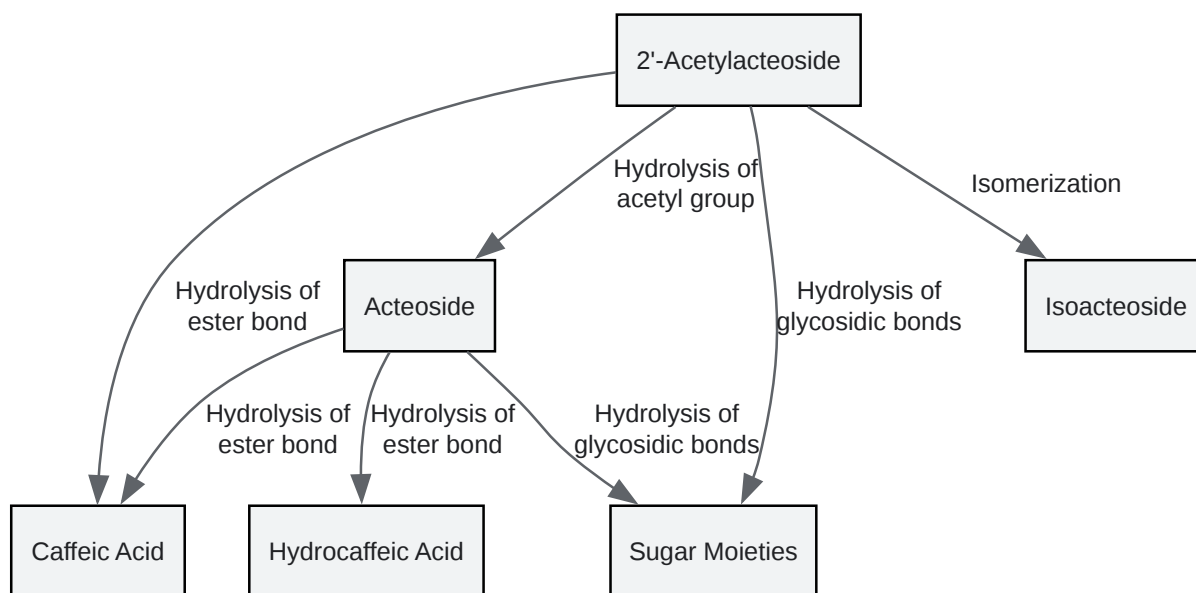 2'-Acetylacteoside
Hydrolysis of
acetyl group
Isomerization
Hydrolysis of
ester bond
Acteoside
Hydrolysis of
glycosidic bonds
Isoacteoside
Hydrolysis of
ester bond
Hydrolysis of
ester bond
Hydrolysis of
glycosidic bonds
Caffeic Acid
Hydrocaffeic Acid
Sugar Moieties